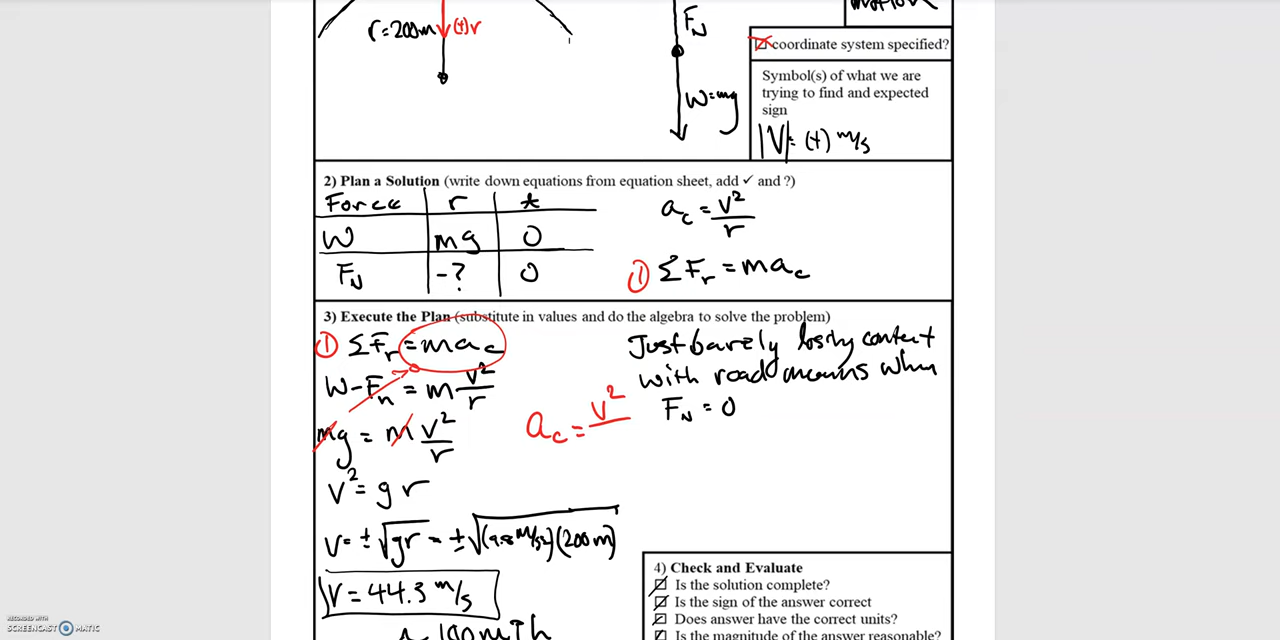 r=200m (+)r
F_N
W=mg
coordinate system specified?
Symbol(s) of what we are
trying to find and expected
sign
|V|= (+) m/s
2) Plan a Solution (write down equations from equation sheet, add ✓ and ?)
Force r t
W mg 0
F_N -? 0
a_c = v²/r
① ΣF_r = ma_c
3) Execute the Plan (substitute in values and do the algebra to solve the problem)
① ΣF_r = ma_c
W-F_n = m v²/r
mg = m v²/r
v² = gr
v= ±√gr = ±√(9.8 m/s²)(200m)
|v = 44.3 m/s
a_c = v²
Just barely losing contact
with road means when
F_N = 0
4) Check and Evaluate
Is the solution complete?
Is the sign of the answer correct
Does answer have the correct units?
Is the magnitude of the answer reasonable?
RECORDED WITH
SCREENCAST MATIC